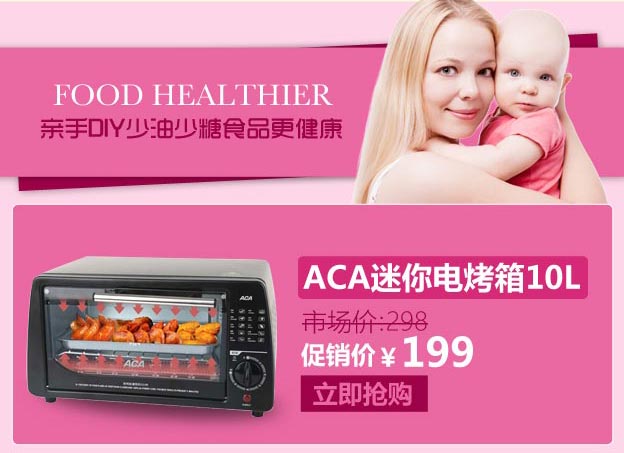 FOOD HEALTHIER
亲手DIY少油少糖食品更健康
ACA迷你电烤箱10L
市场价:298
促销价￥199
立即抢购
ACA
ACA